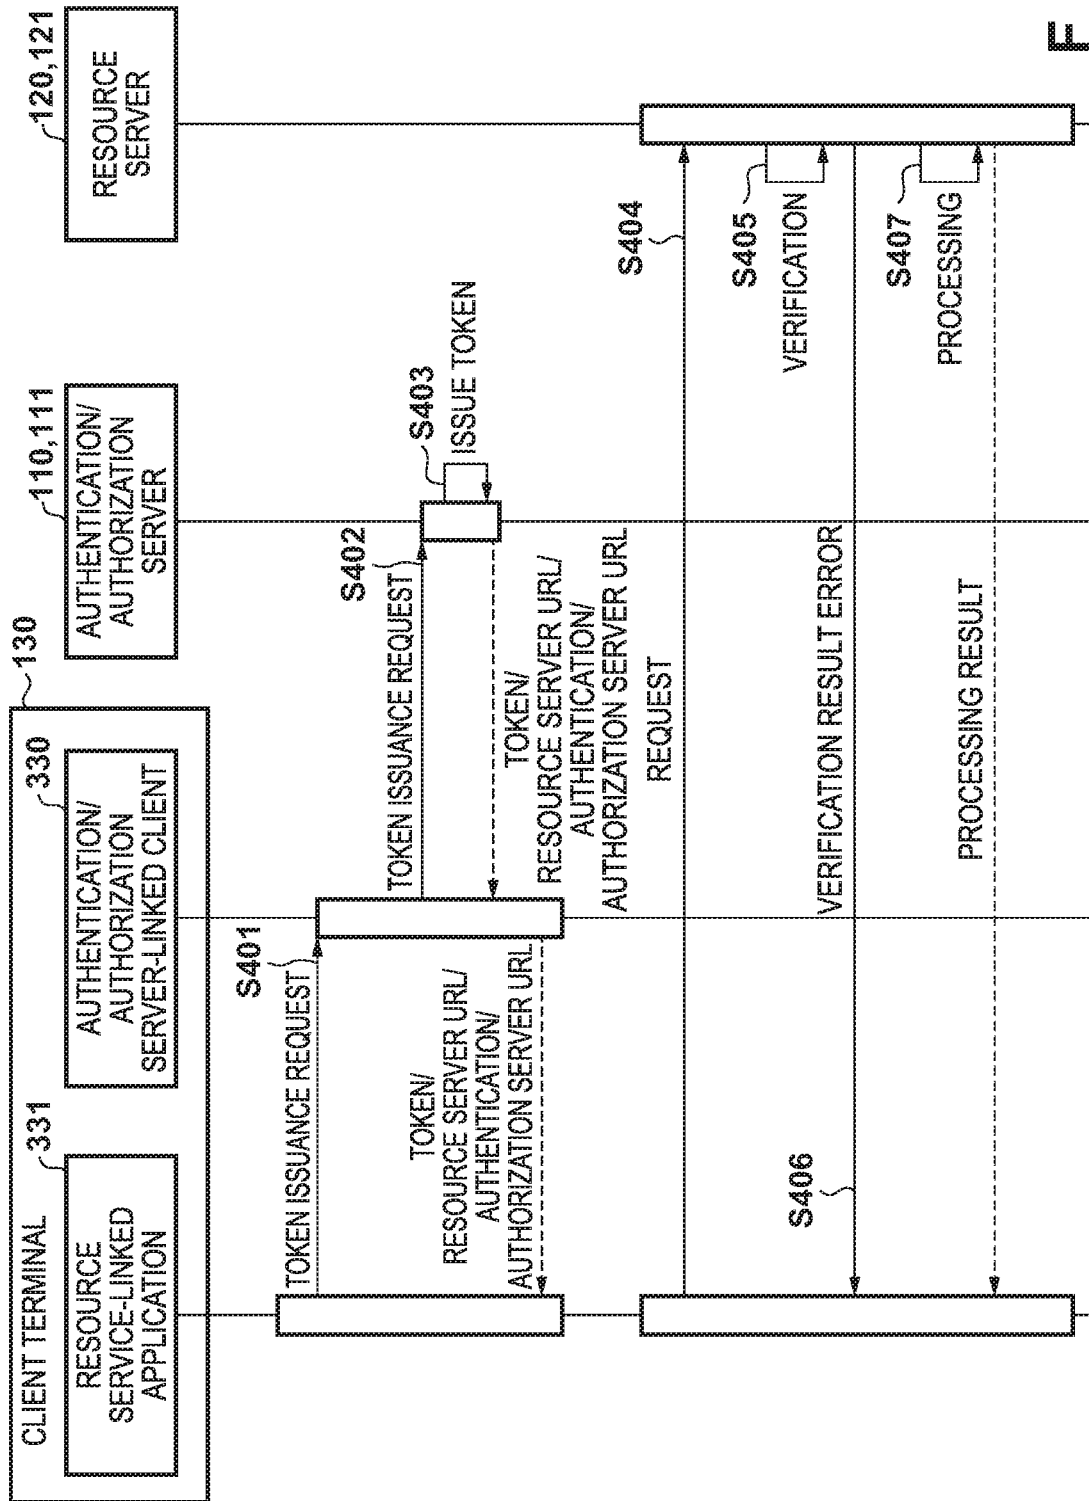 CLIENT TERMINAL
130
331
RESOURCE
SERVICE-LINKED
APPLICATION
330
AUTHENTICATION/
AUTHORIZATION
SERVER-LINKED CLIENT
110,111
AUTHENTICATION/
AUTHORIZATION
SERVER
120,121
RESOURCE
SERVER
TOKEN ISSUANCE REQUEST
S401
TOKEN ISSUANCE REQUEST
S402
S403
ISSUE TOKEN
TOKEN/
RESOURCE SERVER URL/
AUTHENTICATION/
AUTHORIZATION SERVER URL
TOKEN/
RESOURCE SERVER URL/
AUTHENTICATION/
AUTHORIZATION SERVER URL
REQUEST
S404
S405
VERIFICATION
VERIFICATION RESULT ERROR
S406
S407
PROCESSING
PROCESSING RESULT
F